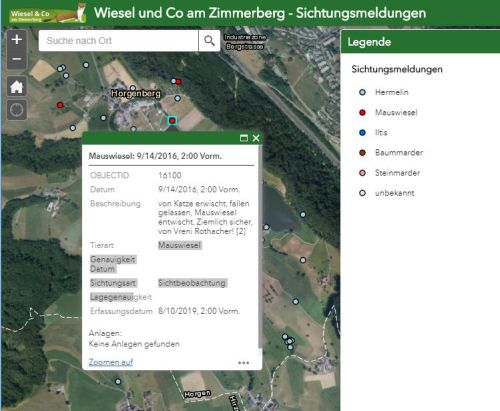 Wiesel & Co
am Zimmerberg
Wiesel und Co am Zimmerberg - Sichtungsmeldungen
Suche nach Ort
Industriezone
Bergstrasse
Horgenberg
Mauswiesel: 9/14/2016, 2:00 Vorm.
OBJECTID 16100
Datum 9/14/2016, 2:00 Vorm.
Beschreibung von Katze erwischt, fallen
gelassen, Mauswiesel
entwischt. Ziemlich sicher,
von Vreni Rothacher! [2]
Tierart Mauswiesel
Genauigkeit
Datum
Sichtungsart Sichtbeobachtung
Lagegenauigkeit
Erfassungsdatum 8/10/2019, 2:00 Vorm.
Anlagen:
Keine Anlagen gefunden
Zoomen auf
Horgen
Legende
Sichtungsmeldungen
Hermelin
Mauswiesel
Iltis
Baummarder
Steinmarder
unbekannt